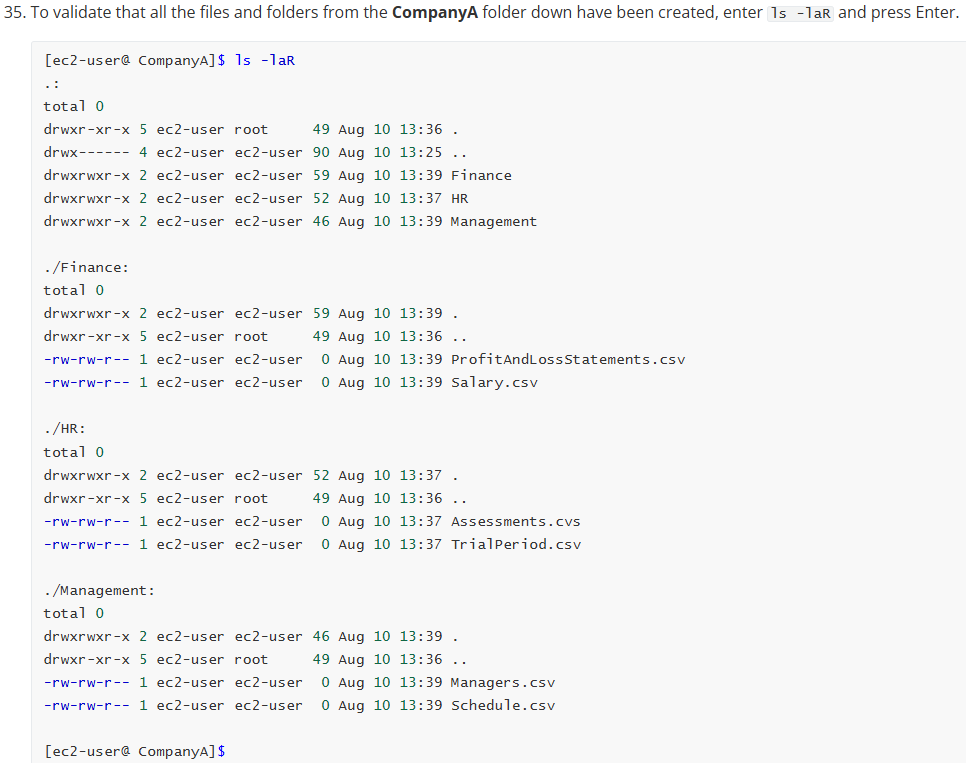 35. To validate that all the files and folders from the CompanyA folder down have been created, enter ls -laR and press Enter.
[ec2-user@ CompanyA]$ ls -laR
.:
total 0
drwxr-xr-x 5 ec2-user root     49 Aug 10 13:36 .
drwx------ 4 ec2-user ec2-user 90 Aug 10 13:25 ..
drwxrwxr-x 2 ec2-user ec2-user 59 Aug 10 13:39 Finance
drwxrwxr-x 2 ec2-user ec2-user 52 Aug 10 13:37 HR
drwxrwxr-x 2 ec2-user ec2-user 46 Aug 10 13:39 Management

./Finance:
total 0
drwxrwxr-x 2 ec2-user ec2-user 59 Aug 10 13:39 .
drwxr-xr-x 5 ec2-user root     49 Aug 10 13:36 ..
-rw-rw-r-- 1 ec2-user ec2-user  0 Aug 10 13:39 ProfitAndLossStatements.csv
-rw-rw-r-- 1 ec2-user ec2-user  0 Aug 10 13:39 Salary.csv

./HR:
total 0
drwxrwxr-x 2 ec2-user ec2-user 52 Aug 10 13:37 .
drwxr-xr-x 5 ec2-user root     49 Aug 10 13:36 ..
-rw-rw-r-- 1 ec2-user ec2-user  0 Aug 10 13:37 Assessments.cvs
-rw-rw-r-- 1 ec2-user ec2-user  0 Aug 10 13:37 TrialPeriod.csv

./Management:
total 0
drwxrwxr-x 2 ec2-user ec2-user 46 Aug 10 13:39 .
drwxr-xr-x 5 ec2-user root     49 Aug 10 13:36 ..
-rw-rw-r-- 1 ec2-user ec2-user  0 Aug 10 13:39 Managers.csv
-rw-rw-r-- 1 ec2-user ec2-user  0 Aug 10 13:39 Schedule.csv

[ec2-user@ CompanyA]$